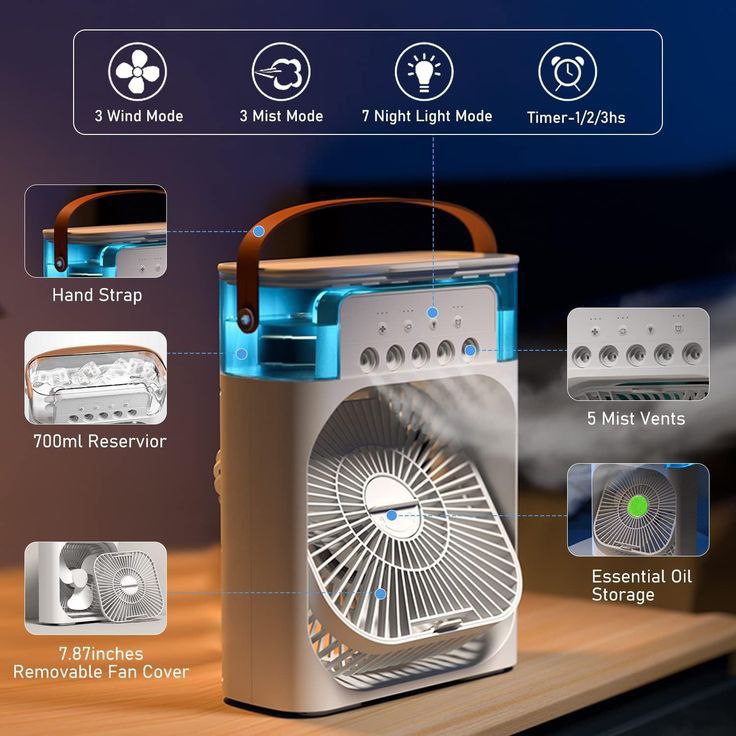 3 Wind Mode
3 Mist Mode
7 Night Light Mode
Timer-1/2/3hs
Hand Strap
700ml Reservior
5 Mist Vents
Essential Oil
Storage
7.87inches
Removable Fan Cover